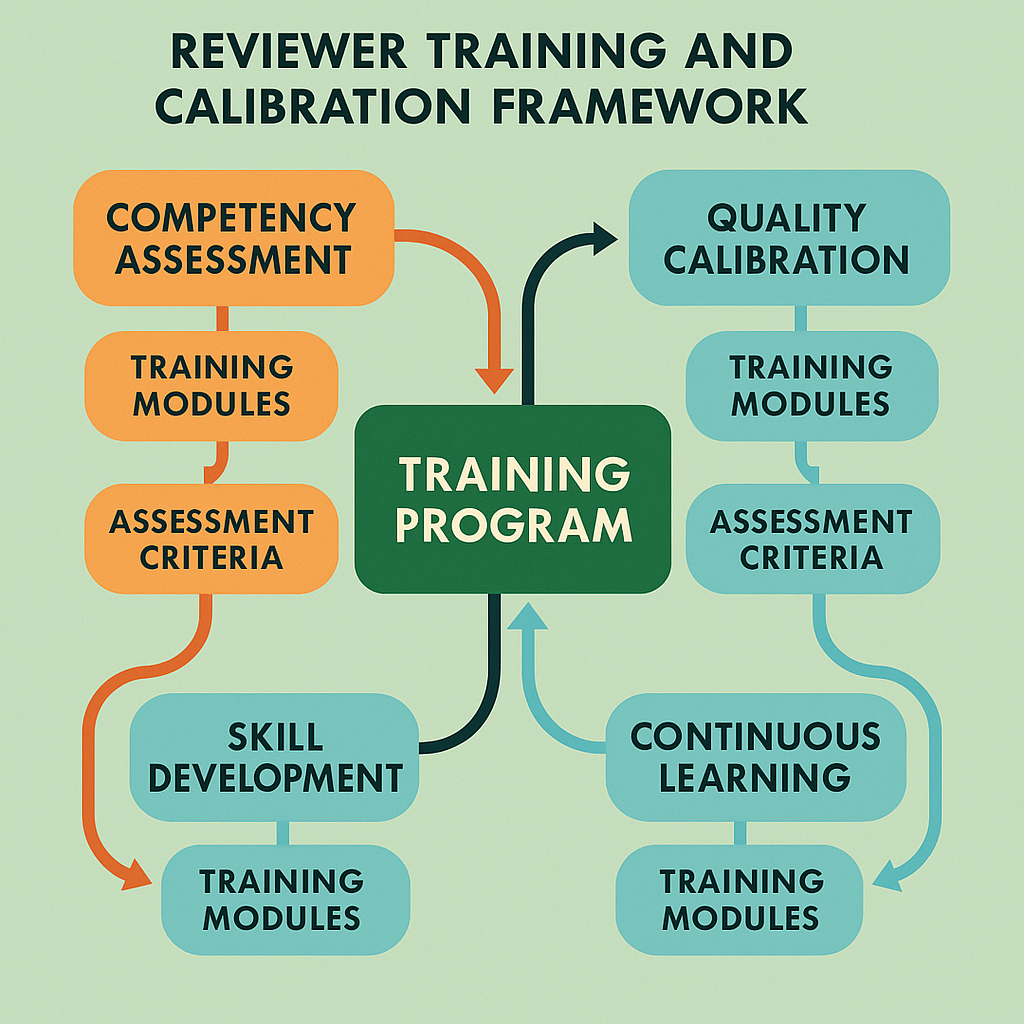 REVIEWER TRAINING AND
CALIBRATION FRAMEWORK
COMPETENCY
ASSESSMENT
TRAINING
MODULES
ASSESSMENT
CRITERIA
QUALITY
CALIBRATION
TRAINING
MODULES
ASSESSMENT
CRITERIA
TRAINING
PROGRAM
SKILL
DEVELOPMENT
TRAINING
MODULES
CONTINUOUS
LEARNING
TRAINING
MODULES